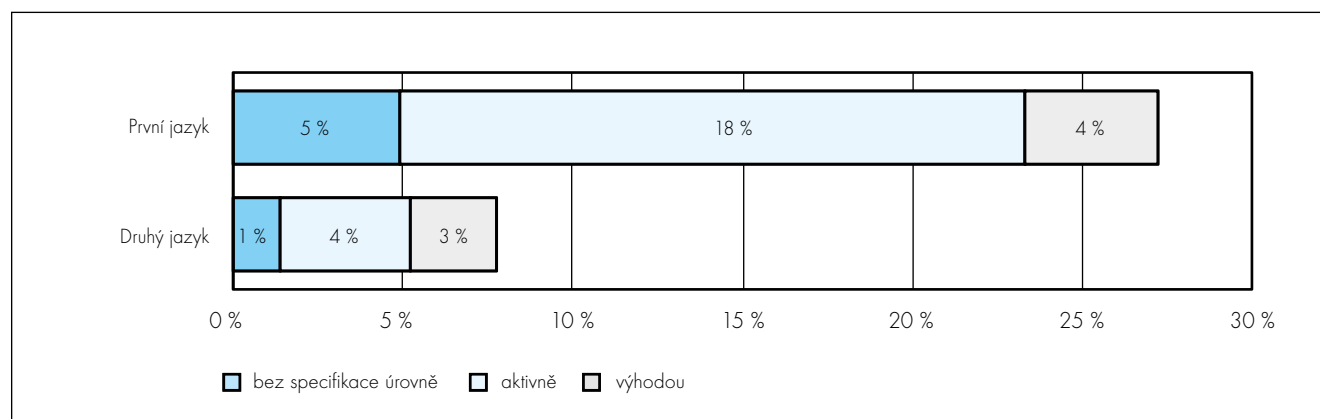 První jazyk 5 % 18 % 4 %
Druhý jazyk 1 % 4 % 3 %
0 % 5 % 10 % 15 % 20 % 25 % 30 %
bez specifikace úrovně aktivně výhodou